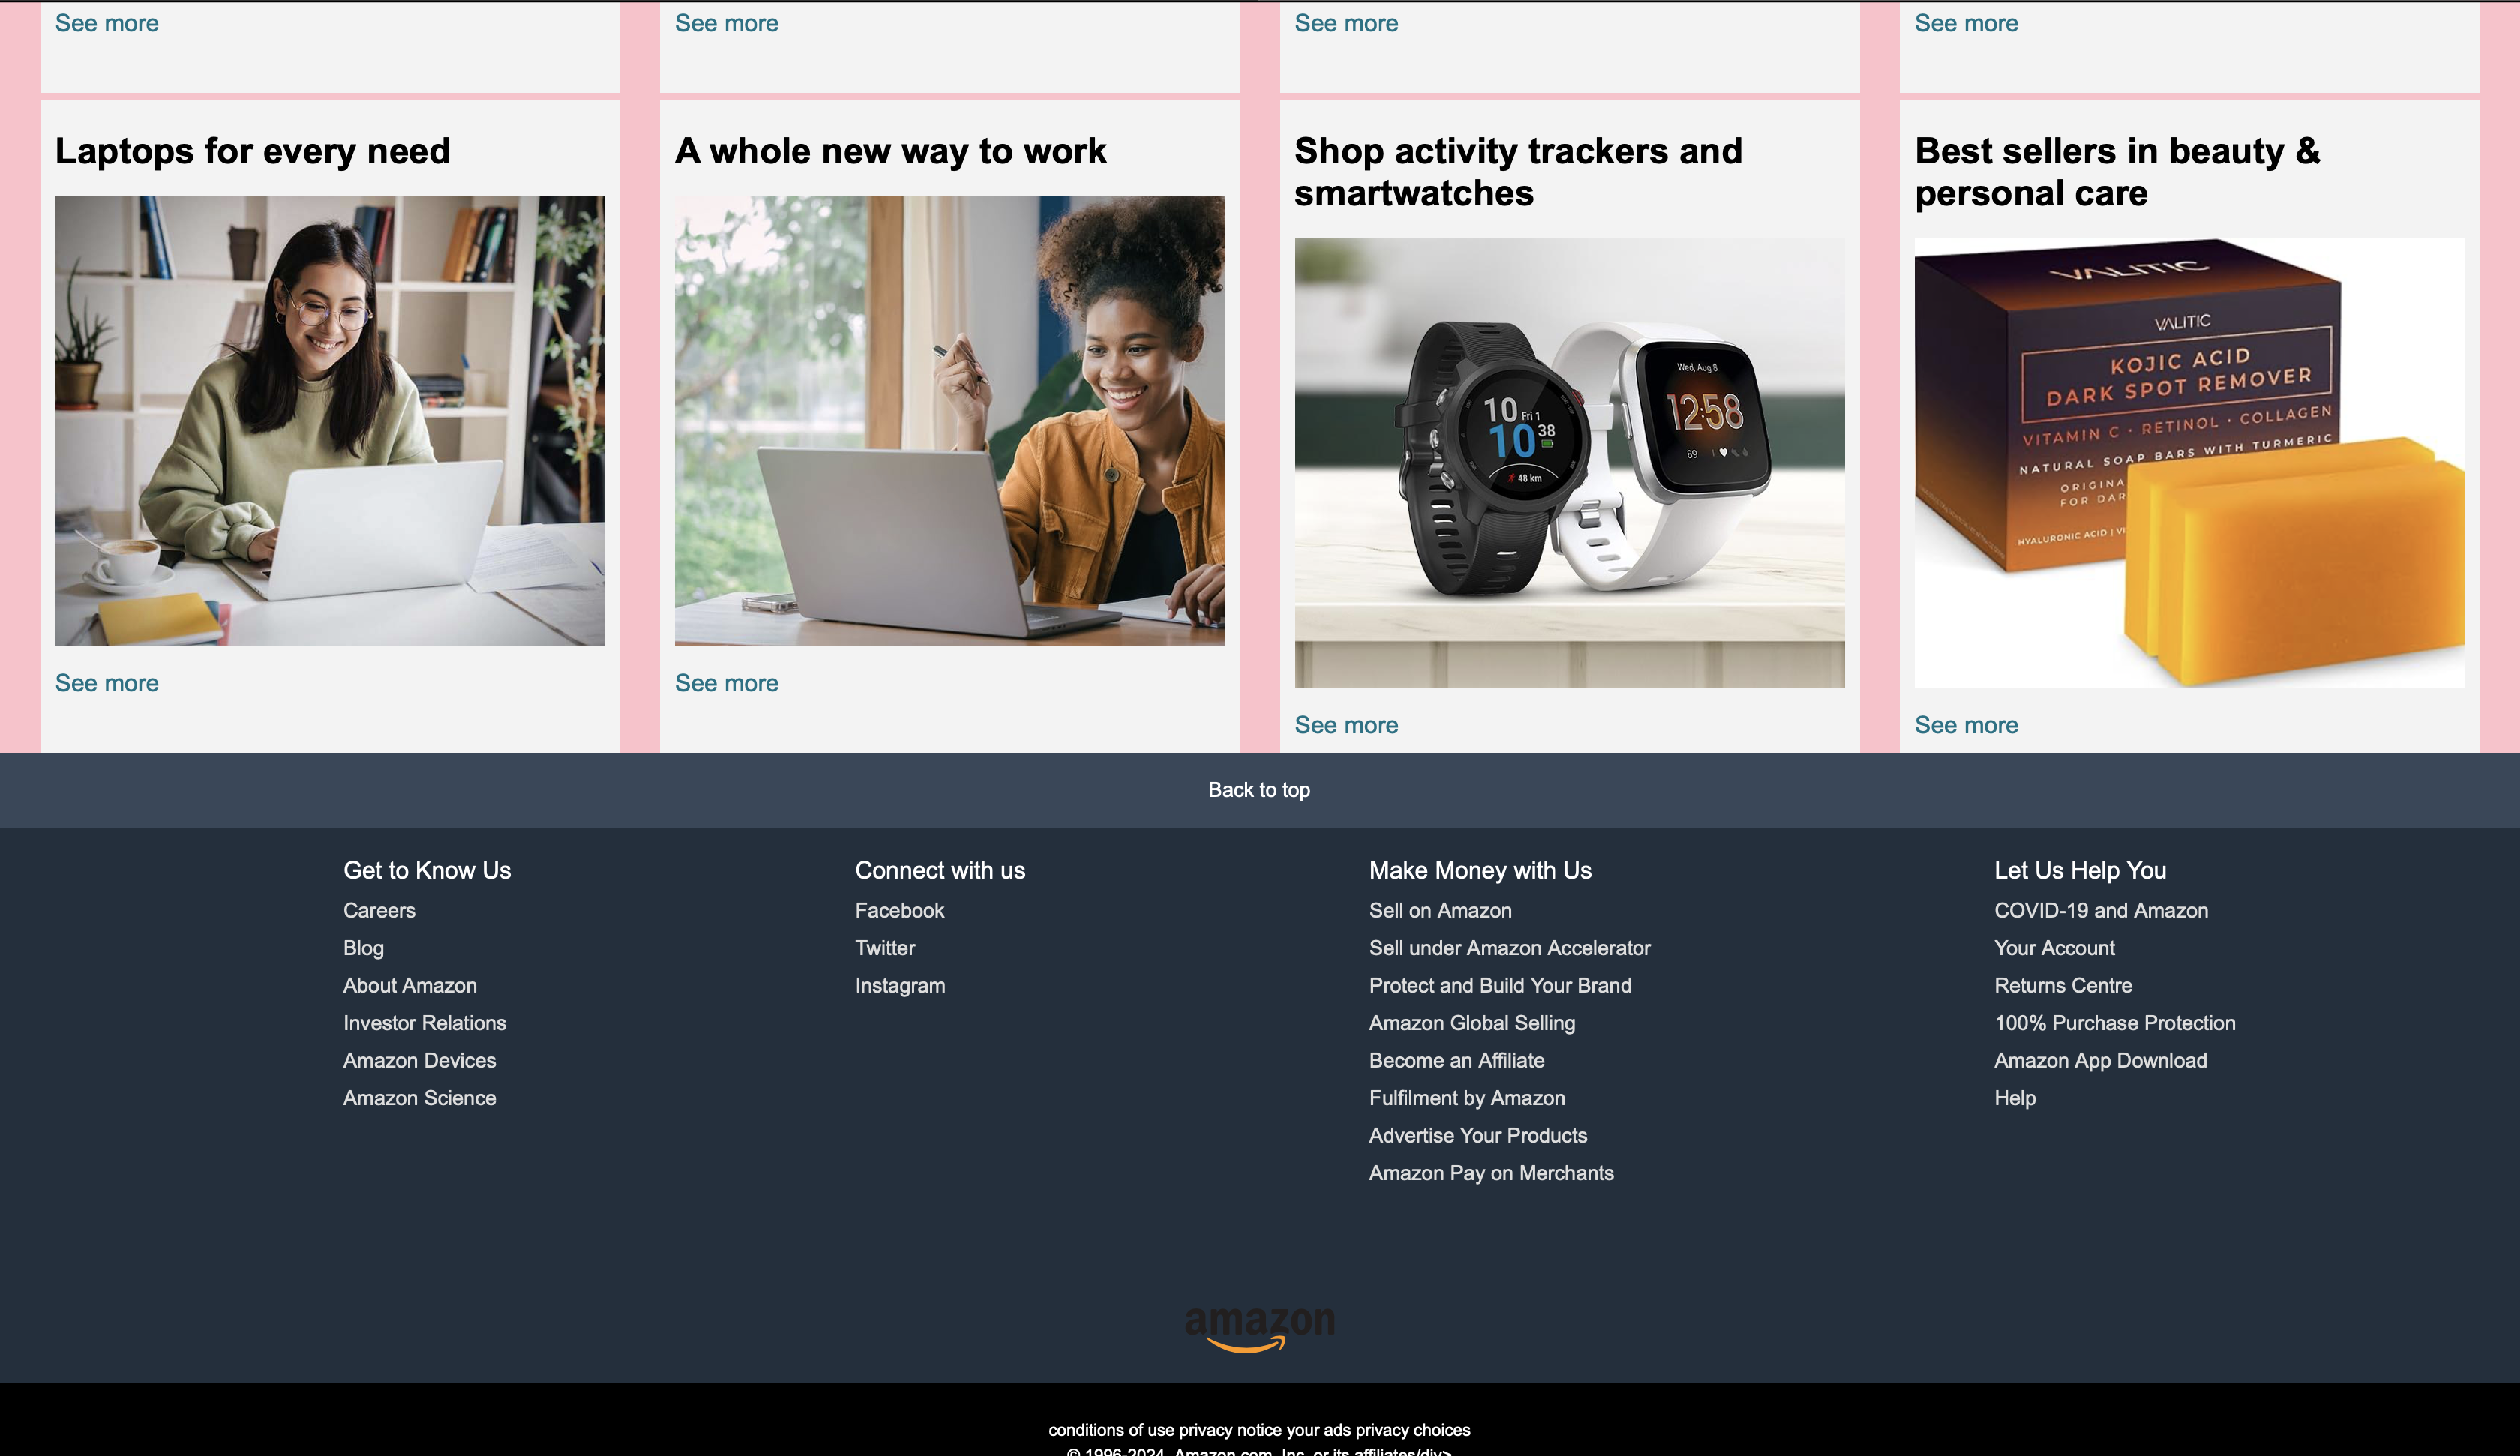 See more
See more
See more
See more
Laptops for every need
See more
A whole new way to work
See more
Shop activity trackers and
smartwatches
10 Fri 1
10 38
48 km
Wed, Aug 8
12:58
89
See more
Best sellers in beauty &
personal care
VALITIC
VALITIC
KOJIC ACID
DARK SPOT REMOVER
VITAMIN C · RETINOL · COLLAGEN
NATURAL SOAP BARS WITH TURMERIC
FOR
HYALURONIC ACID |
See more
Back to top
Get to Know Us
Careers
Blog
About Amazon
Investor Relations
Amazon Devices
Amazon Science
Connect with us
Facebook
Twitter
Instagram
Make Money with Us
Sell on Amazon
Sell under Amazon Accelerator
Protect and Build Your Brand
Amazon Global Selling
Become an Affiliate
Fulfilment by Amazon
Advertise Your Products
Amazon Pay on Merchants
Let Us Help You
COVID-19 and Amazon
Your Account
Returns Centre
100% Purchase Protection
Amazon App Download
Help
amazon
conditions of use privacy notice your ads privacy choices
© 1996-2024, Amazon.com, Inc. or its affiliates/div>